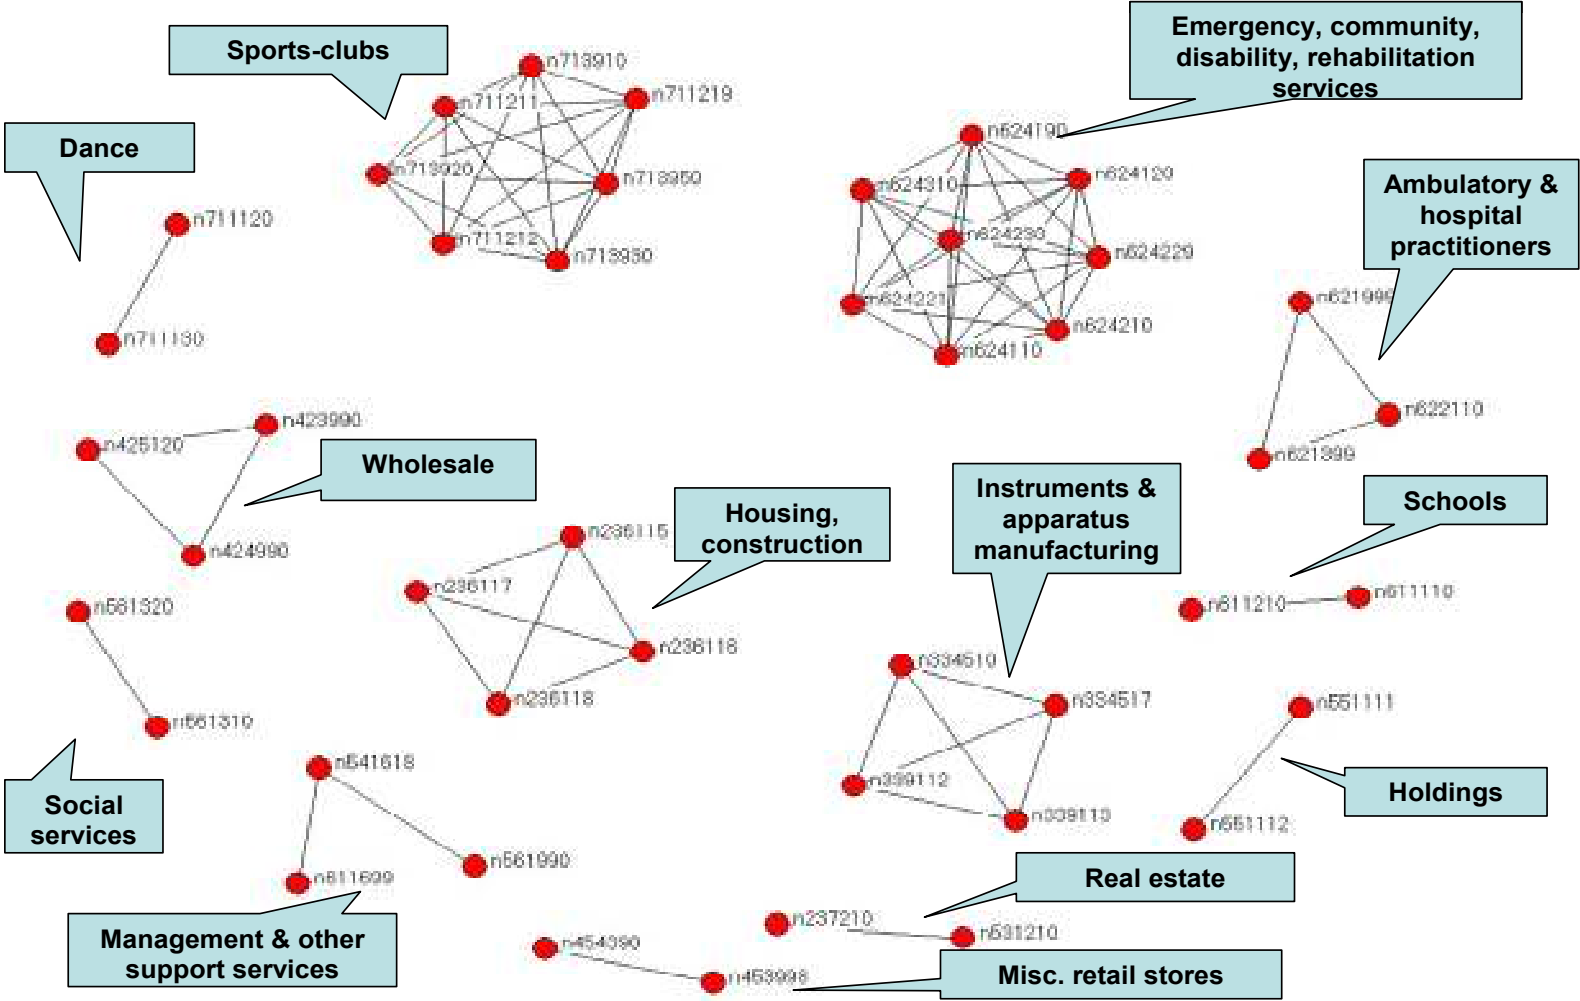 Sports-clubs
n713910
n711211
n711219
n713920
n713950
n711212
n713930
Emergency, community,
disability, rehabilitation
services
n624190
n624310
n624120
n624230
n624229
n624221
n624210
n624110
Dance
n711120
n711130
Ambulatory &
hospital
practitioners
n621999
n622110
n621399
n423990
n425120
n424990
Wholesale
Housing,
construction
n236115
n236117
n236118
n236118
Instruments &
apparatus
manufacturing
n334510
n334517
n339112
n339113
Schools
n611210
n611110
n561310
Social
services
n551111
n551112
Holdings
n541618
n561990
n611699
Management & other
support services
Real estate
n237210
n531210
n454390
n453998
Misc. retail stores